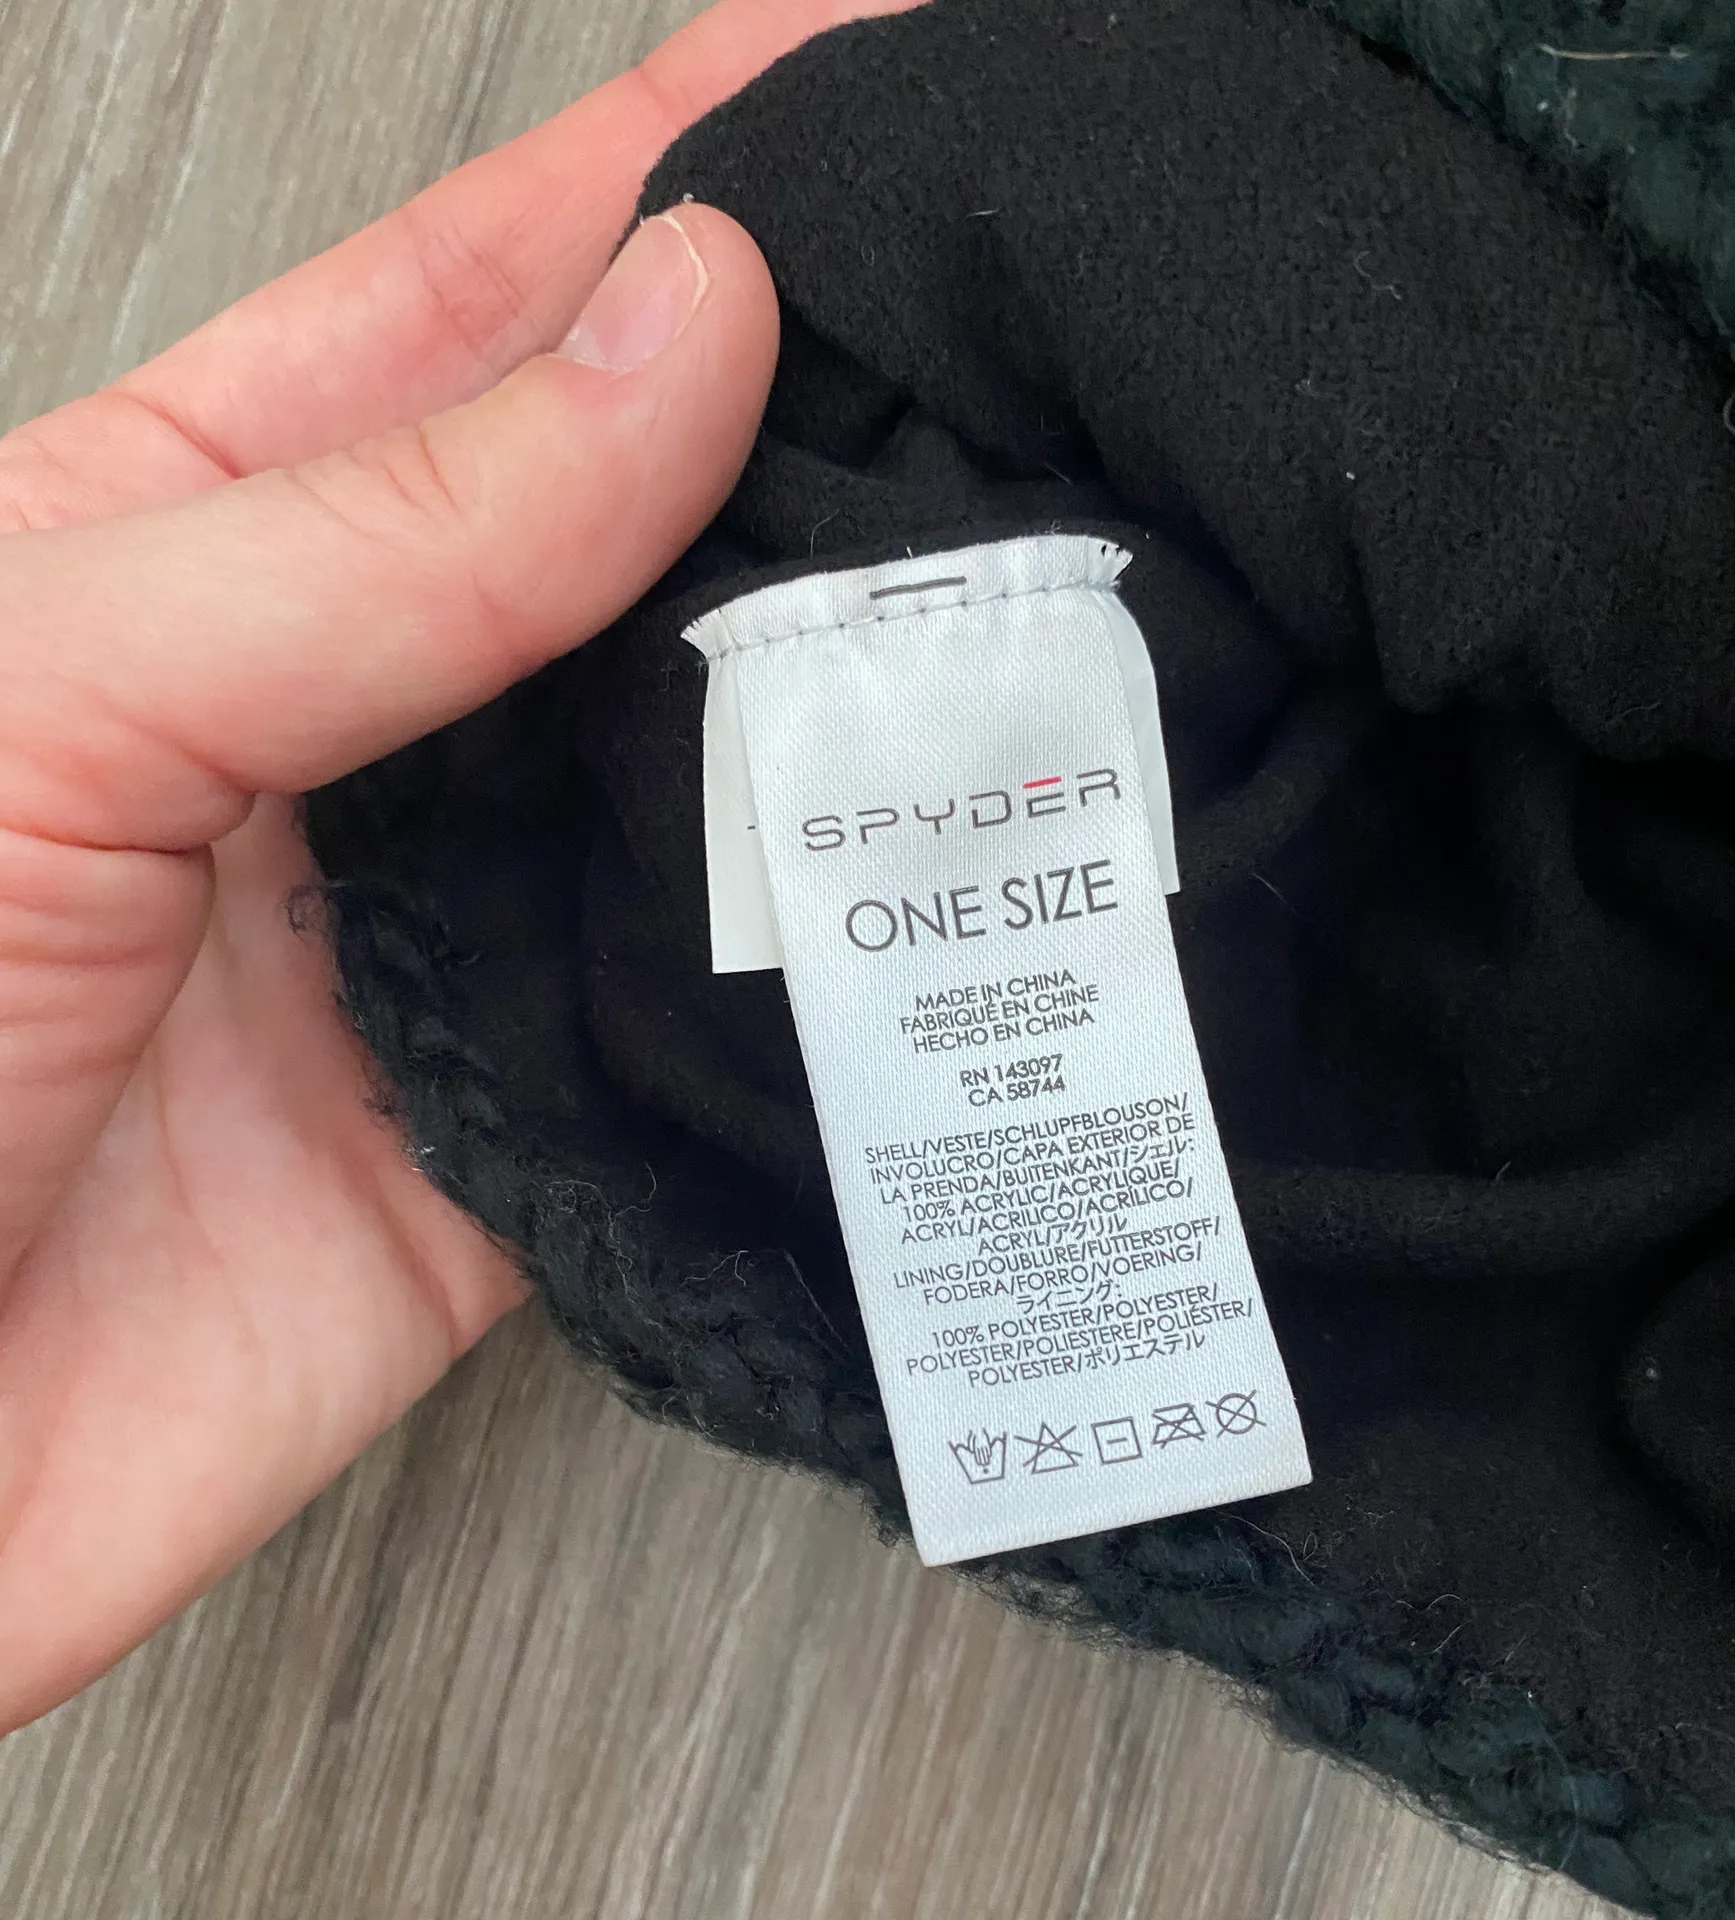 SPYDER
ONE SIZE
MADE IN CHINA
FABRIQUÉ EN CHINE
HECHO EN CHINA
RN 143097
CA 58744
SHELL/VESTE/SCHLUPFBLOUSON/
INVOLUCRO/CAPA EXTERIOR DE
LA PRENDA/BUITENKANT/シェル:
100% ACRYLIC/ACRYLIQUE/
ACRYL/ACRILICO/ACRÍLICO/
ACRYL/アクリル
LINING/DOUBLURE/FUTTERSTOFF/
FODERA/FORRO/VOERING/
ライニング:
100% POLYESTER/POLYESTER/
POLYESTER/POLIESTERE/POLIÉSTER/
POLYESTER/ポリエステル